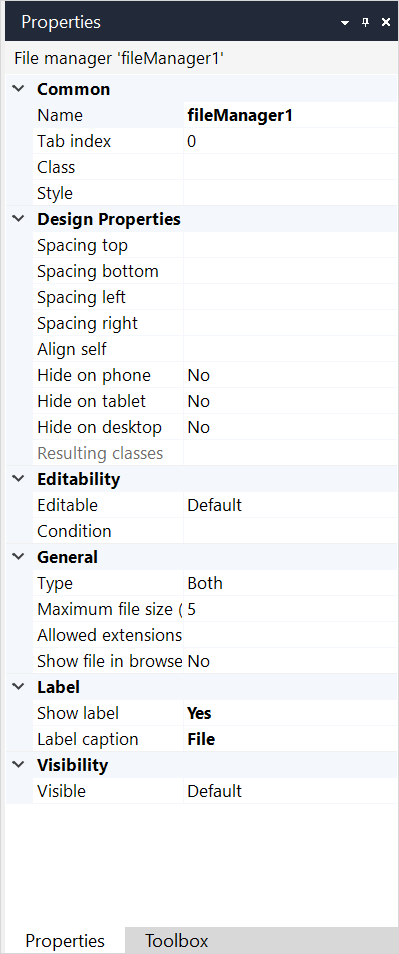 Properties
File manager 'fileManager1'
Common
Name fileManager1
Tab index 0
Class
Style
Design Properties
Spacing top
Spacing bottom
Spacing left
Spacing right
Align self
Hide on phone No
Hide on tablet No
Hide on desktop No
Resulting classes
Editability
Editable Default
Condition
General
Type Both
Maximum file size ( 5
Allowed extensions
Show file in browse No
Label
Show label Yes
Label caption File
Visibility
Visible Default
Properties Toolbox